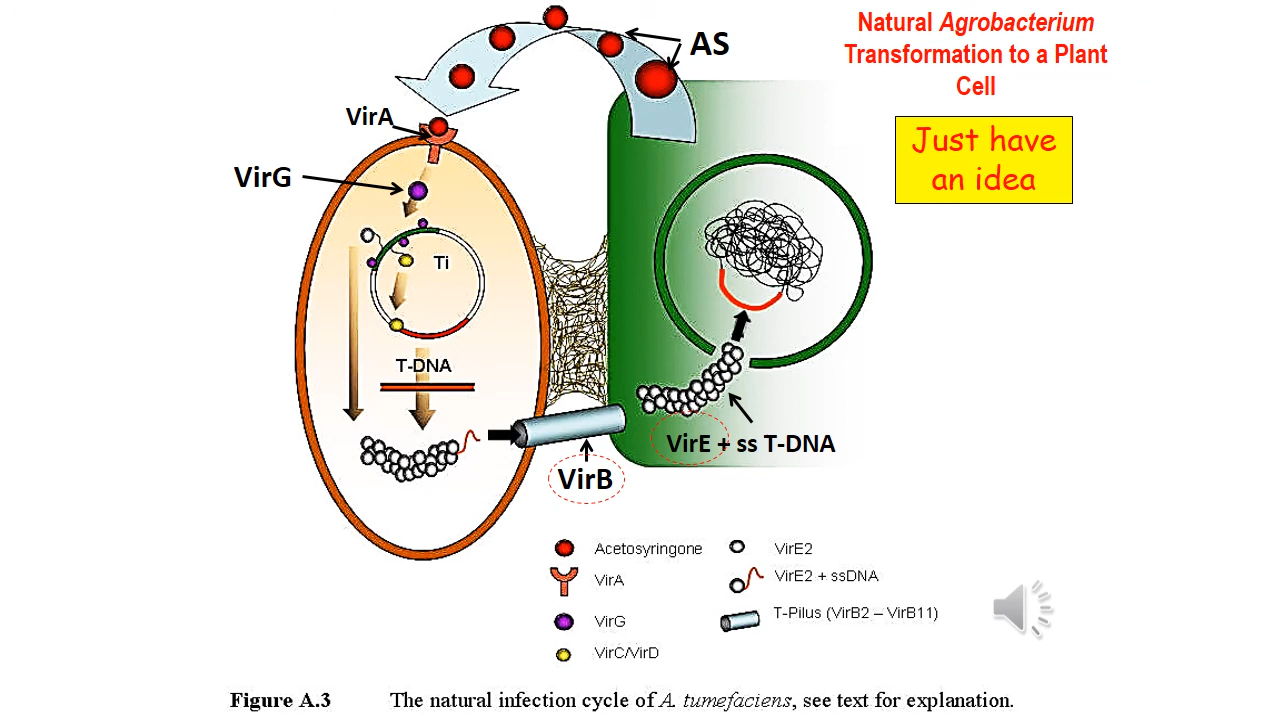 Natural Agrobacterium
Transformation to a Plant
Cell
Just have
an idea
AS
VirA
VirG
Ti
T-DNA
VirE + ss T-DNA
VirB
Acetosyringone
VirA
VirG
VirC/VirD
VirE2
VirE2 + ssDNA
T-Pilus (VirB2 – VirB11)
Figure A.3 The natural infection cycle of A. tumefaciens, see text for explanation.